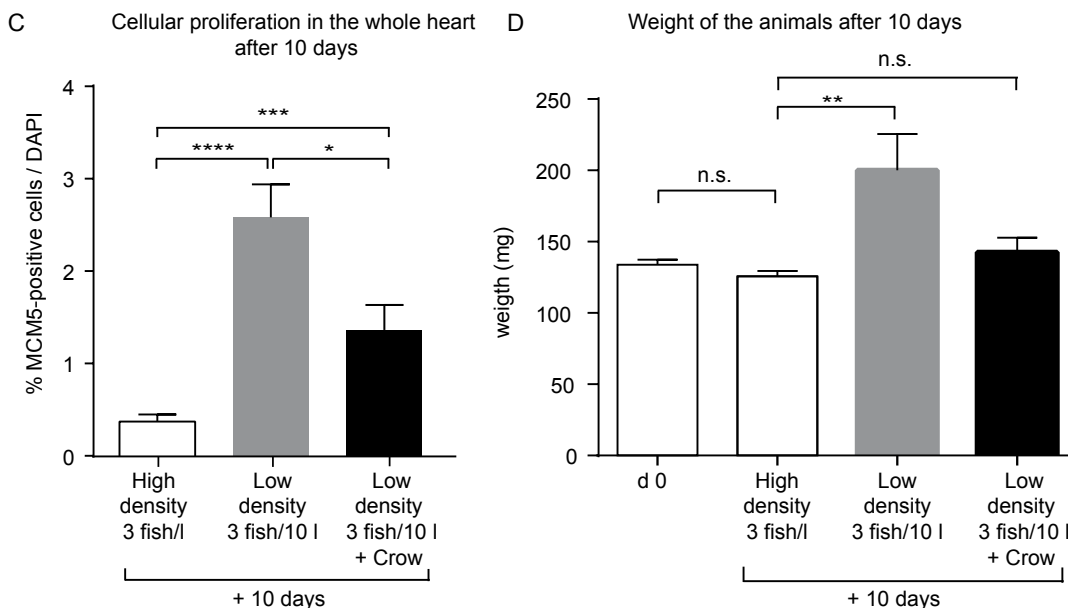 C
Cellular proliferation in the whole heart
after 10 days
% MCM5-positive cells / DAPI
4
3
2
1
0
***
****
*
High
density
3 fish/l
Low
density
3 fish/10 l
Low
density
3 fish/10 l
+ Crow
+ 10 days
D
Weight of the animals after 10 days
weigth (mg)
250
200
150
100
50
0
n.s.
**
n.s.
d 0
High
density
3 fish/l
Low
density
3 fish/10 l
Low
density
3 fish/10 l
+ Crow
+ 10 days